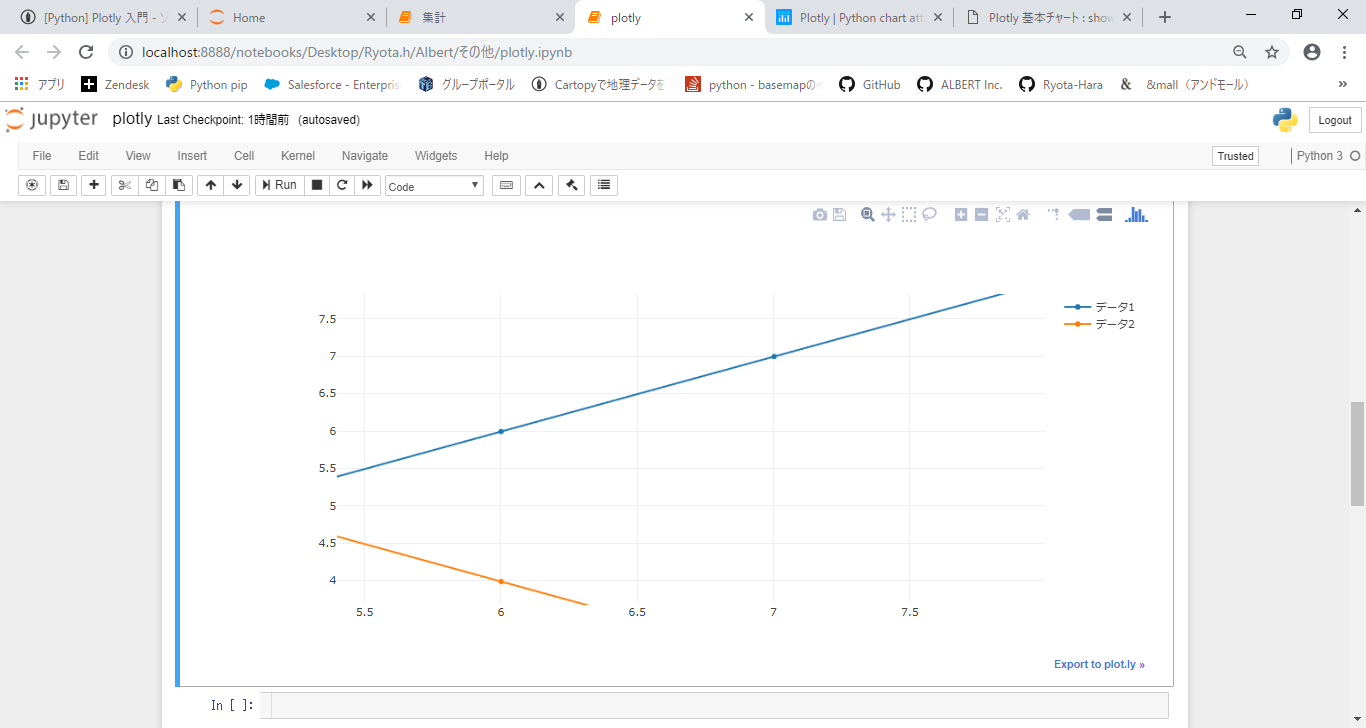 [Python] Plotly 入門 - ソ
Home
集計
plotly
Plotly | Python chart att
Plotly 基本チャート : show
localhost:8888/notebooks/Desktop/Ryota.h/Albert/その他/plotly.ipynb
アプリ
Zendesk
Python pip
Salesforce - Enterpris
グループポータル
Cartopyで地理データを
python - basemapの
GitHub
ALBERT Inc.
Ryota-Hara
& &mall（アンドモール）
»
jupyter plotly Last Checkpoint: 1時間前 (autosaved)
Logout
File Edit View Insert Cell Kernel Navigate Widgets Help
Trusted
Python 3
Run
Code
データ1
データ2
7.5
7
6.5
6
5.5
5
4.5
4
5.5 6 6.5 7 7.5
Export to plot.ly »
In [ ]: